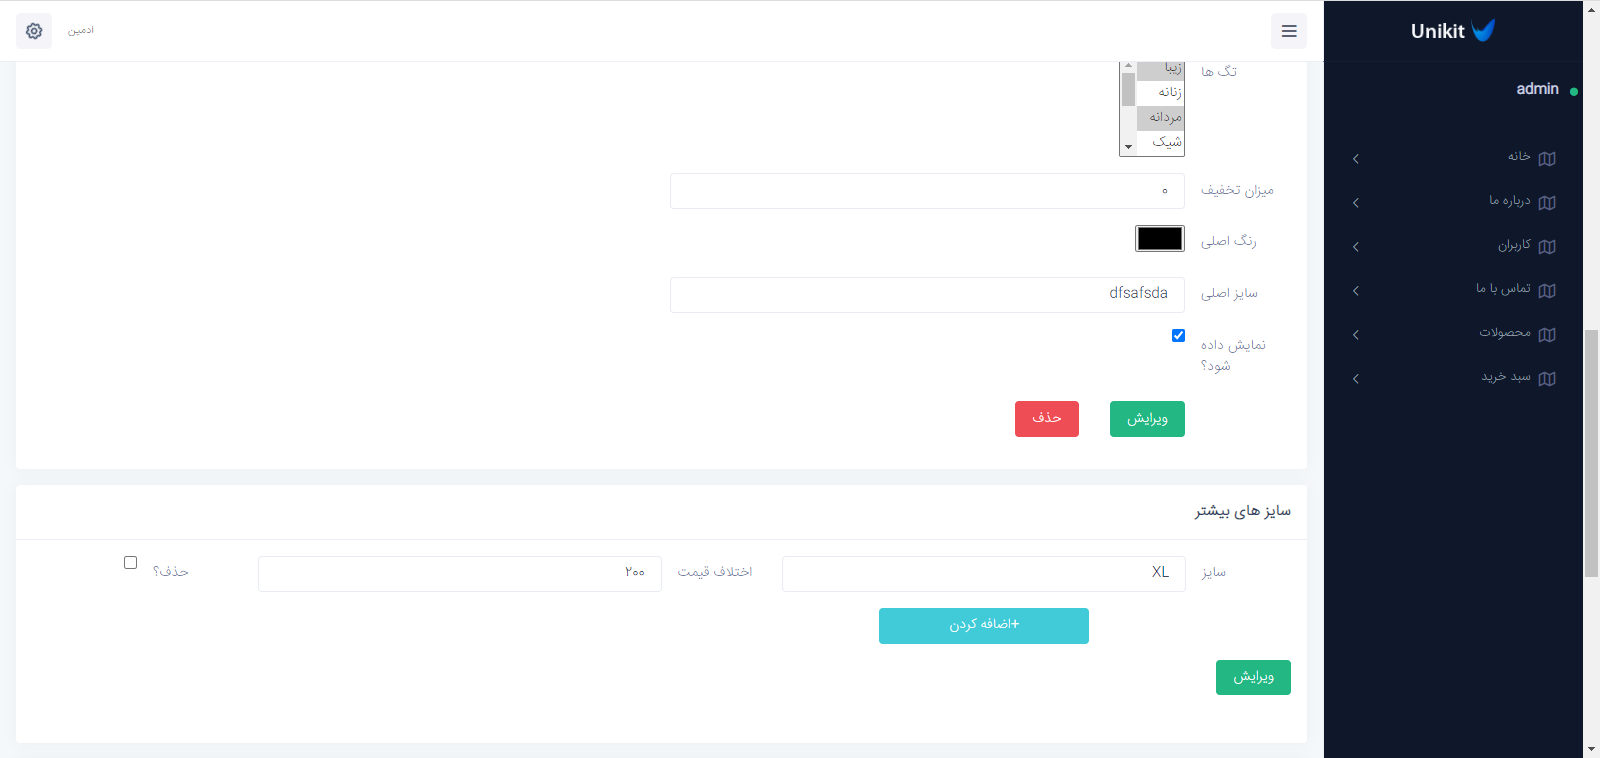 Unikit
admin
خانه
درباره ما
کاربران
تماس با ما
محصولات
سبد خرید
ادمین
تگ ها
زیبا
زنانه
مردانه
شیک
میزان تخفیف
۰
رنگ اصلی
سایز اصلی
dfsafsda
نمایش داده
شود؟
ویرایش
حذف
سایز های بیشتر
سایز
XL
اختلاف قیمت
۲۰۰
حذف؟
+اضافه کردن
ویرایش